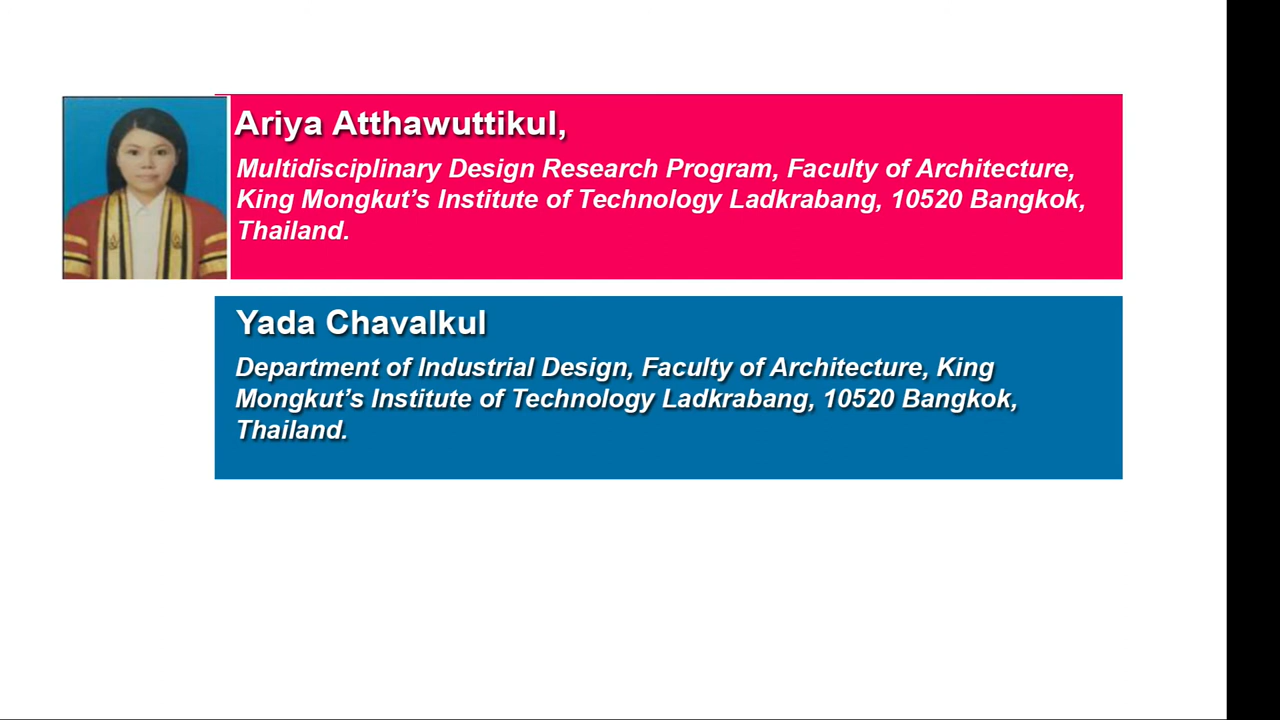 Ariya Atthawuttikul,
Multidisciplinary Design Research Program, Faculty of Architecture,
King Mongkut’s Institute of Technology Ladkrabang, 10520 Bangkok,
Thailand.
Yada Chavalkul
Department of Industrial Design, Faculty of Architecture, King
Mongkut’s Institute of Technology Ladkrabang, 10520 Bangkok,
Thailand.